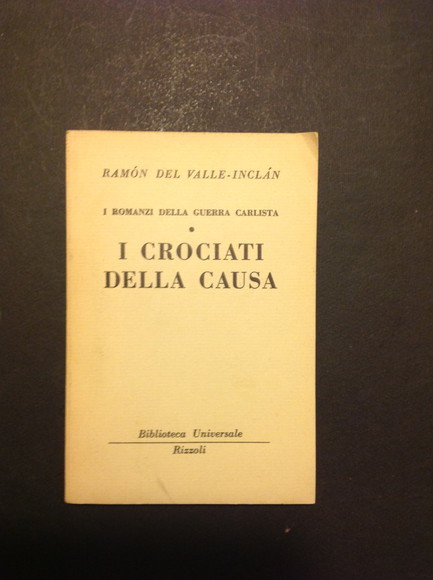 RAMÓN DEL VALLE-INCLÁN
I ROMANZI DELLA GUERRA CARLISTA
•
I CROCIATI
DELLA CAUSA
Biblioteca Universale
Rizzoli